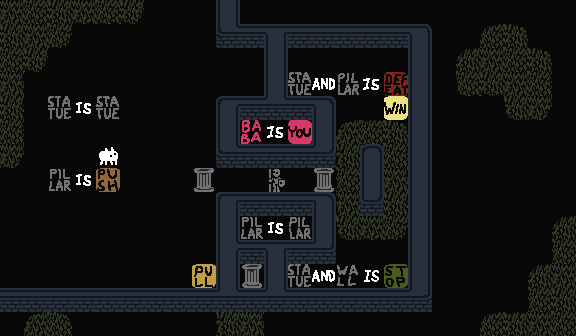 STATUE AND PILLAR IS DEFEAT
WIN
STATUE IS STATUE
BABA IS YOU
PILLAR IS PUSH
PILLAR IS PILLAR
PULL
STATUE AND WALL IS STOP